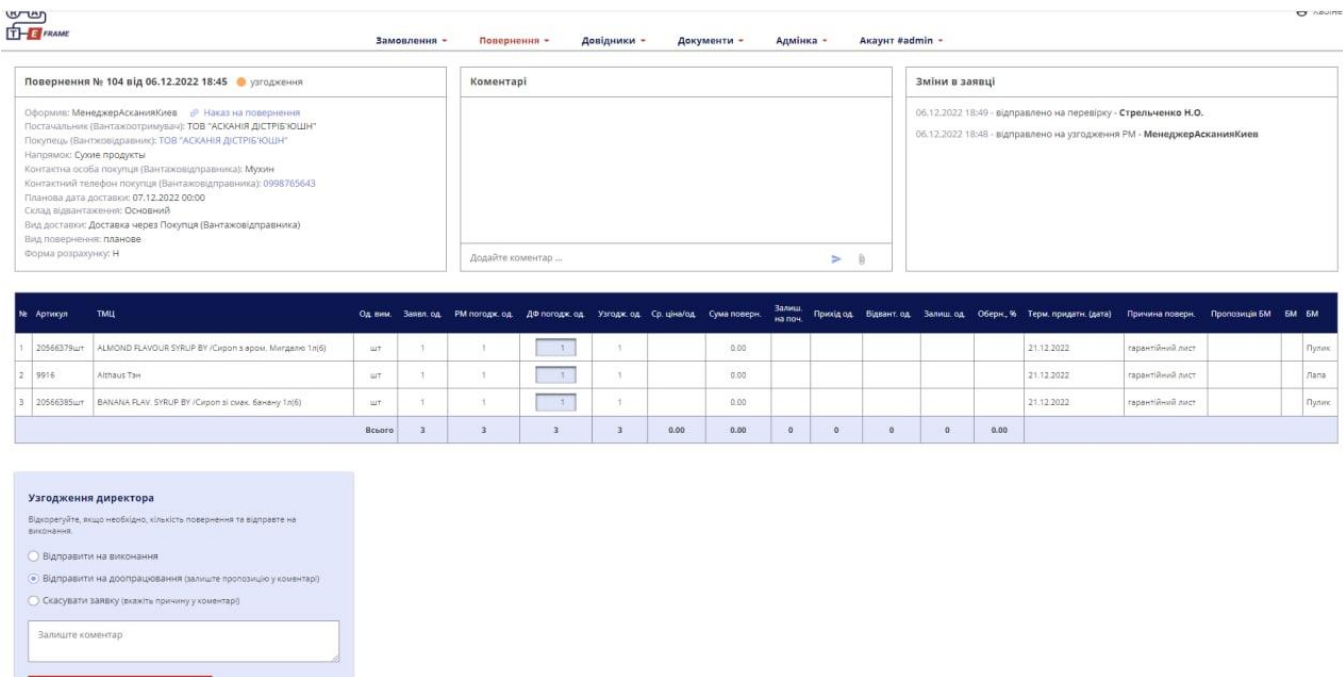 RA
TE FRAME
Замовлення Повернення Довідники Документи Адмінка Акаунт #admin
Повернення № 104 від 06.12.2022 18:45 узгодження
Оформив: МенеджерАсканияКиев Наказ на повернення
Постачальник (Вантажоотримувач): ТОВ "АСКАНІЯ ДІСТРІБ'ЮШН"
Покупець (Вантжовідравник): ТОВ "АСКАНІЯ ДІСТРІБ'ЮШН"
Напрямок: Сухие продукты
Контактна особа покупця (Вантажовідправника): Мухин
Контактний телефон покупця (Вантажовідправника): 0998765643
Планова дата доставки: 07.12.2022 00:00
Склад відвантаження: Основний
Вид доставки: Доставка через Покупця (Вантажовідправника)
Вид повернення: планове
Форма розрахунку: Н
Коментарі
Додайте коментар ...
Зміни в заявці
06.12.2022 18:49 - відправлено на перевірку - Стрельченко Н.О.
06.12.2022 18:48 - відправлено на узгодження РМ - МенеджерАсканияКиев
№ Артикул ТМЦ Од. вим. Заявл. од. РМ погодж. од. ДФ погодж. од. Узгодж. од. Ср. ціна/од. Сума поверн. Залиш. на поч. Прихід од. Відвант. од. Залиш. од. Оберн., % Терм. придатн. (дата) Причина поверн. Пропозиція БМ БМ БМ
1 20566379шт ALMOND FLAVOUR SYRUP BY /Сироп з аром. Мигдалю 1л(6) шт 1 1 1 1 0.00 21.12.2022 гарантійний лист Пулик
2 9916 Althaus Тэн шт 1 1 1 1 0.00 21.12.2022 гарантійний лист Лапа
3 20566385шт BANANA FLAV. SYRUP BY /Сироп зі смак. банану 1л(6) шт 1 1 1 1 0.00 21.12.2022 гарантійний лист Пулик
Всього 3 3 3 3 0.00 0.00 0 0 0 0 0.00
Узгодження директора
Відкорегуйте, якщо необхідно, кількість повернення та відправте на
виконання.
Відправити на виконання
Відправити на доопрацювання (залиште пропозицію у коментарі)
Скасувати заявку (вкажіть причину у коментарі)
Залиште коментар